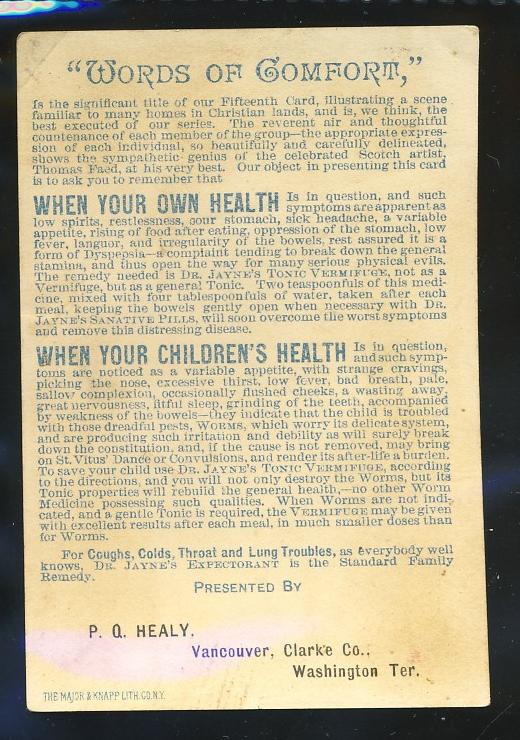 "WORDS OF COMFORT,"
Is the significant title of our Fifteenth Card, illustrating a scene
familiar to many homes in Christian lands, and is, we think, the
best executed of our series. The reverent air and thoughtful
countenance of each member of the group—the appropriate expres-
sion of each individual, so beautifully and carefully delineated,
shows the sympathetic genius of the celebrated Scotch artist,
Thomas Faed, at his very best. Our object in presenting this card
is to ask you to remember that
WHEN YOUR OWN HEALTH Is in question, and such
symptoms are apparent as
low spirits, restlessness, sour stomach, sick headache, a variable
appetite, rising of food after eating, oppression of the stomach, low
fever, languor, and irregularity of the bowels, rest assured it is a
form of Dyspepsia—a complaint tending to break down the general
stamina, and thus open the way for many serious physical evils.
The remedy needed is DR. JAYNE'S TONIC VERMIFUGE, not as a
Vermifuge, but as a general Tonic. Two teaspoonfuls of this medi-
cine, mixed with four tablespoonfuls of water, taken after each
meal, keeping the bowels gently open when necessary with DR.
JAYNE'S SANATIVE PILLS, will soon overcome the worst symptoms
and remove this distressing disease.
WHEN YOUR CHILDREN'S HEALTH Is in question,
and such symp-
toms are noticed as a variable appetite, with strange cravings,
picking the nose, excessive thirst, low fever, bad breath, pale,
sallow complexion, occasionally flushed cheeks, a wasting away,
great nervousness, fitful sleep, grinding of the teeth, accompanied
by weakness of the bowels—they indicate that the child is troubled
with those dreadful pests, WORMS, which worry its delicate system,
and are producing such irritation and debility as will surely break
down the constitution, and, if the cause is not removed, may bring
on St. Vitus' Dance or Convulsions, and render its after-life a burden.
To save your child use DR. JAYNE'S TONIC VERMIFUGE, according
to the directions, and you will not only destroy the Worms, but its
Tonic properties will rebuild the general health,—no other Worm
Medicine possessing such qualities. When Worms are not indi-
cated, and a gentle Tonic is required, the VERMIFUGE may be given
with excellent results after each meal, in much smaller doses than
for Worms.
For Coughs, Colds, Throat and Lung Troubles, as everybody well
knows, DR. JAYNE'S EXPECTORANT is the Standard Family
Remedy.
PRESENTED BY
P. Q. HEALY.
Vancouver, Clarke Co.,
Washington Ter.
THE MAJOR & KNAPP LITH. CO. N.Y.